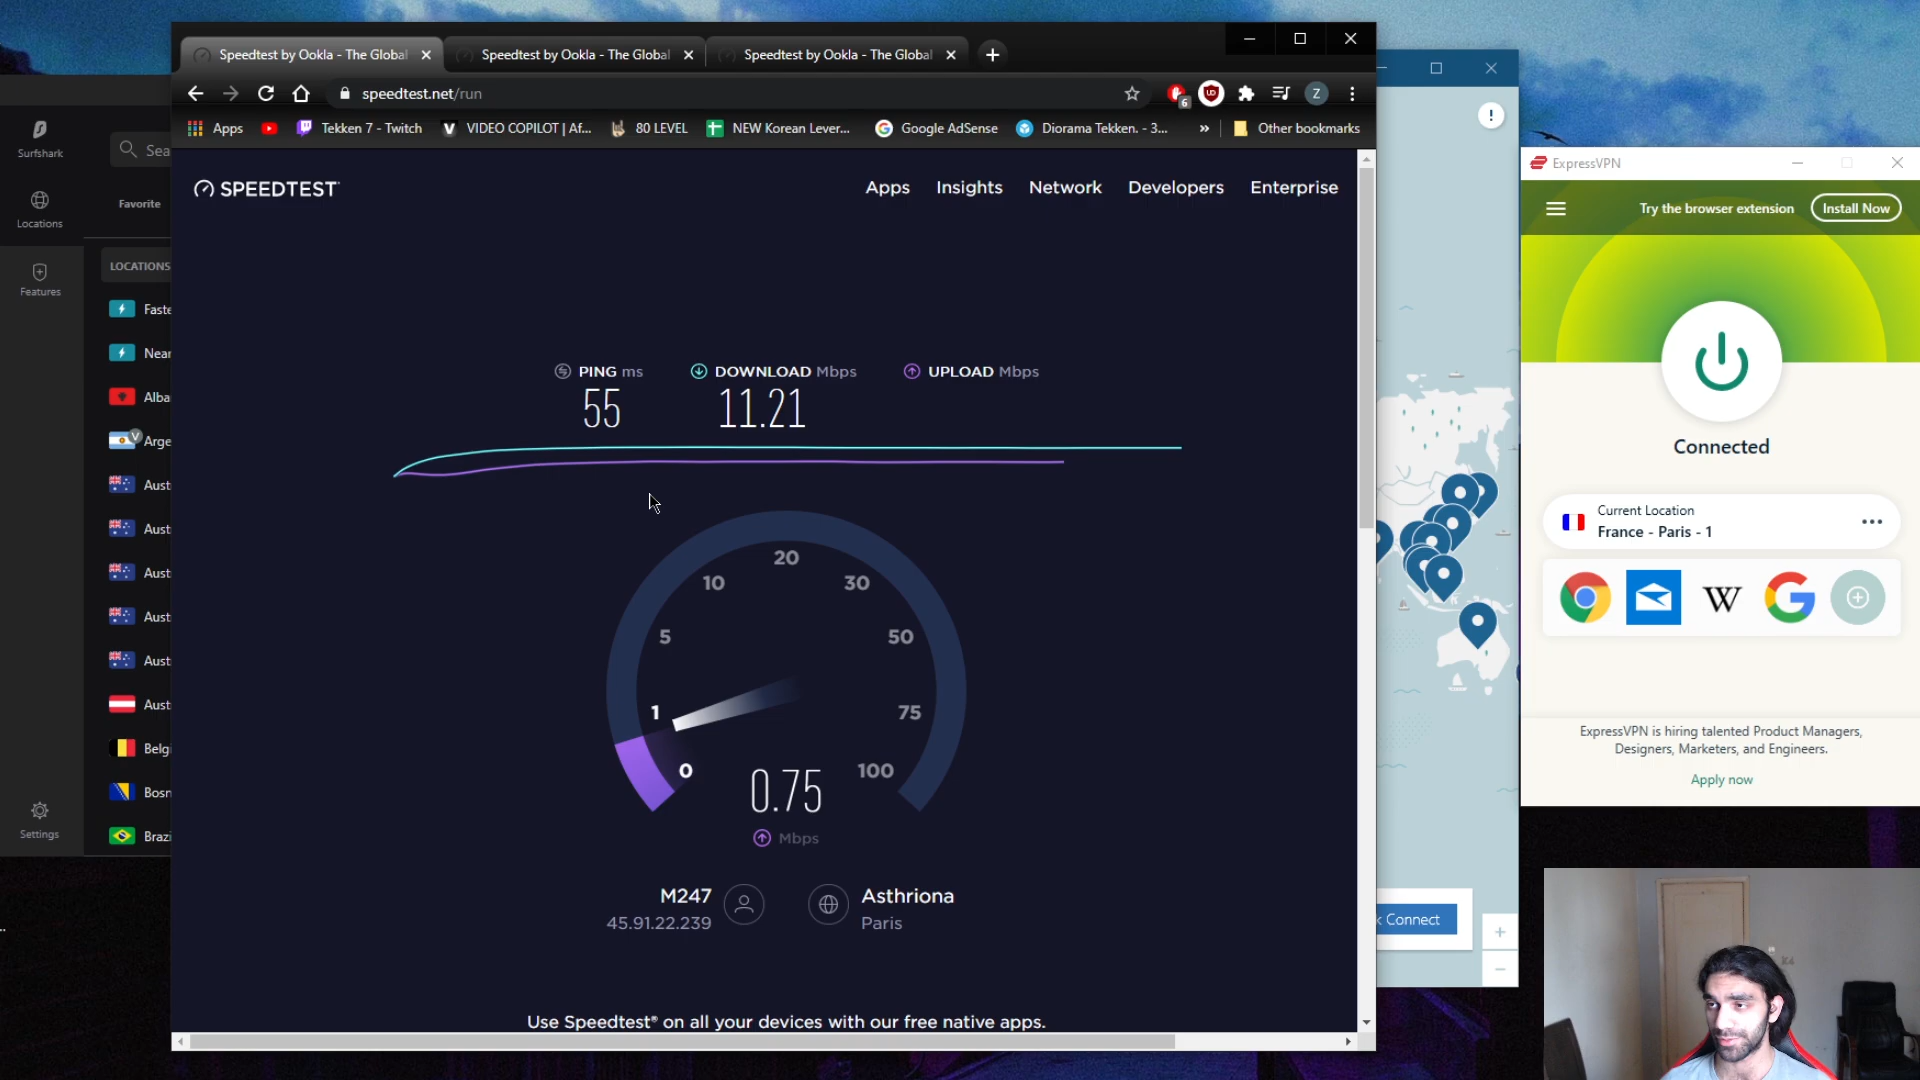 Speedtest by Ookla - The Global
Speedtest by Ookla - The Global
Speedtest by Ookla - The Global
speedtest.net/run
6
Z
Apps
Tekken 7 - Twitch
VIDEO COPILOT | Af...
80 LEVEL
NEW Korean Lever...
Google AdSense
Diorama Tekken. - 3...
»
Other bookmarks
SPEEDTEST
Apps
Insights
Network
Developers
Enterprise
PING ms
55
DOWNLOAD Mbps
11.21
UPLOAD Mbps
0
1
5
10
20
30
50
75
100
0.75
Mbps
M247
45.91.22.239
Asthriona
Paris
Use Speedtest® on all your devices with our free native apps.
Surfshark
Locations
Features
Settings
Sea
Favorite
LOCATIONS
Faste
Near
Alba
V
Arge
Aust
Aust
Aust
Aust
Aust
Aust
Belgi
Bosn
Brazi
!
Connect
+
−
ExpressVPN
Try the browser extension
Install Now
Connected
Current Location
France - Paris - 1
W
ExpressVPN is hiring talented Product Managers,
Designers, Marketers, and Engineers.
Apply now